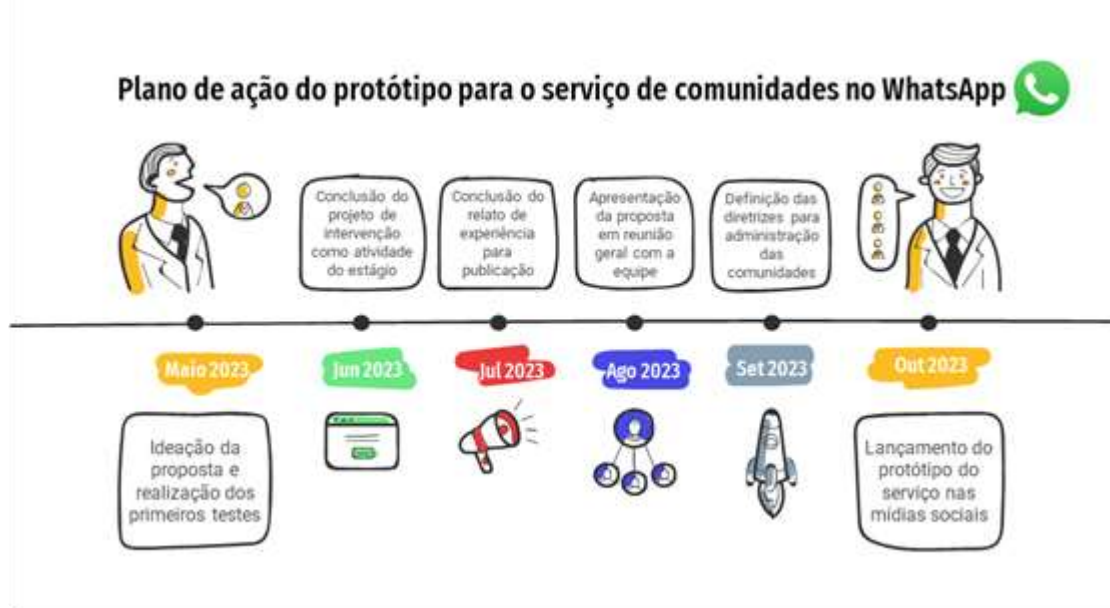 Plano de ação do protótipo para o serviço de comunidades no WhatsApp
Conclusão do
projeto de
intervenção
como atividade
do estágio
Conclusão do
relato de
experiência
para
publicação
Apresentação
da proposta
em reunião
geral com a
equipe
Definição das
diretrizes para
administração
das
comunidades
Maio 2023
Jun 2023
Jul 2023
Ago 2023
Set 2023
Out 2023
Ideação da
proposta e
realização dos
primeiros testes
Lançamento do
protótipo do
serviço nas
mídias sociais